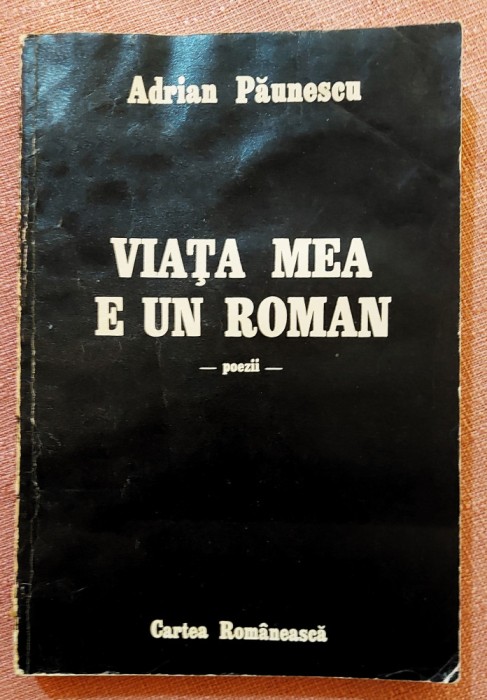 Adrian Păunescu
VIAŢA MEA
E UN ROMAN
— poezii —
Cartea Românească